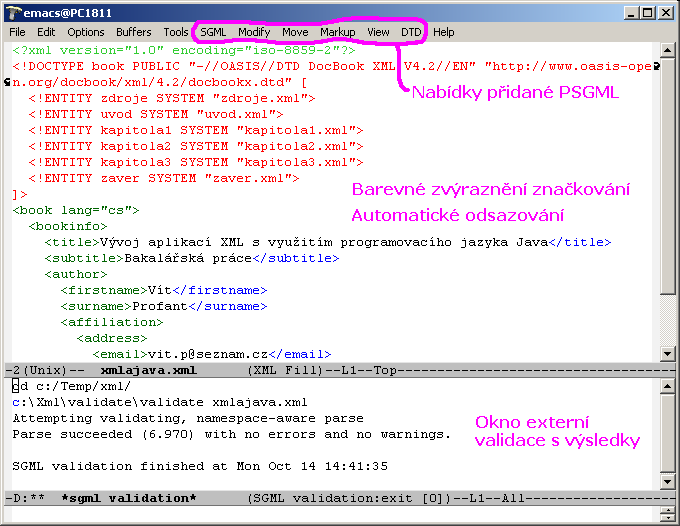 emacs@PC1811
File Edit Options Buffers Tools SGML Modify Move Markup View DTD Help
<?xml version="1.0" encoding="iso-8859-2"?>
<!DOCTYPE book PUBLIC "-//OASIS//DTD DocBook XML V4.2//EN" "http://www.oasis-ope
n.org/docbook/xml/4.2/docbookx.dtd" [
Nabídky přidané PSGML
<!ENTITY zdroje SYSTEM "zdroje.xml">
<!ENTITY uvod SYSTEM "uvod.xml">
<!ENTITY kapitola1 SYSTEM "kapitola1.xml">
<!ENTITY kapitola2 SYSTEM "kapitola2.xml">
<!ENTITY kapitola3 SYSTEM "kapitola3.xml">
<!ENTITY zaver SYSTEM "zaver.xml">
]>
Barevné zvýraznění značkování
Automatické odsazování
<book lang="cs">
<bookinfo>
<title>Vývoj aplikací XML s využitím programovacího jazyka Java</title>
<subtitle>Bakalářská práce</subtitle>
<author>
<firstname>Vít</firstname>
<surname>Profant</surname>
<affiliation>
<address>
<email>vit.p@seznam.cz</email>
-2(Unix)-- xmlajava.xml (XML Fill)--L1--Top--------------------------------
cd c:/Temp/xml/
c:\Xml\validate\validate xmlajava.xml
Attempting validating, namespace-aware parse
Parse succeeded (6.970) with no errors and no warnings.
Okno externí
validace s výsledky
SGML validation finished at Mon Oct 14 14:41:35
-D:** *sgml validation* (SGML validation:exit [0])--L1--All----------------